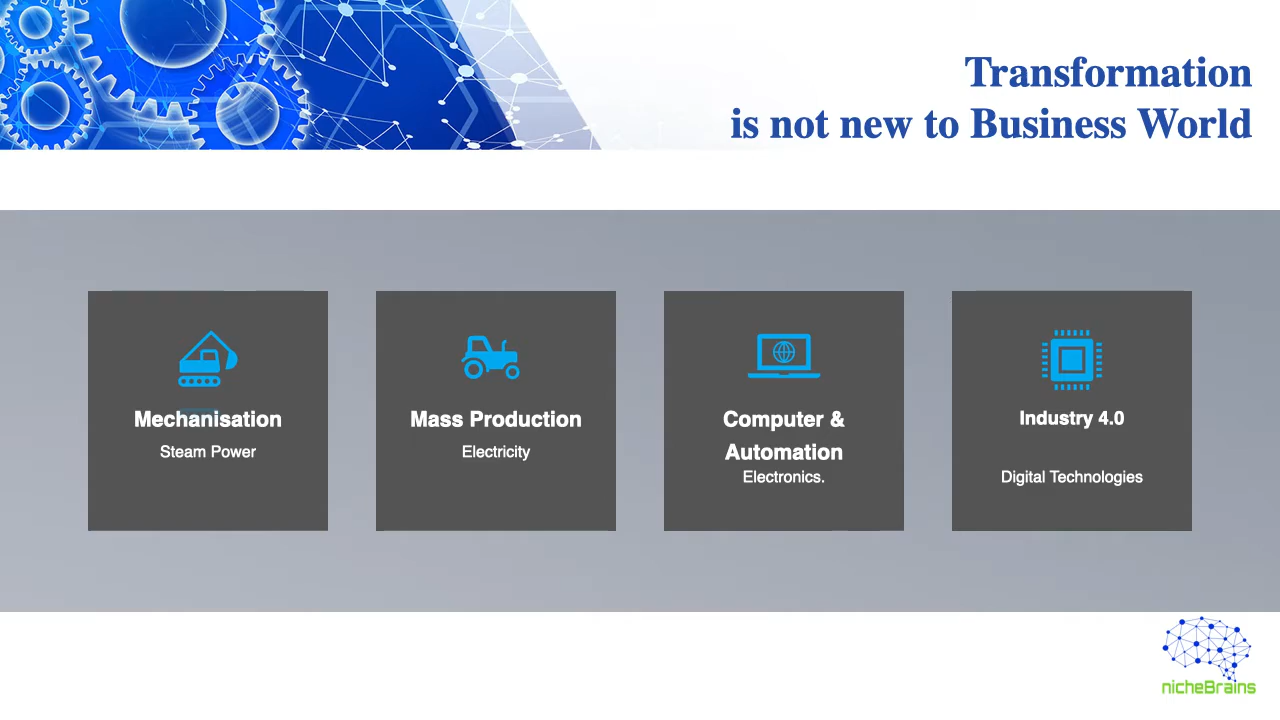 Transformation
is not new to Business World
Mechanisation
Steam Power
Mass Production
Electricity
Computer &
Automation
Electronics.
Industry 4.0
Digital Technologies
nicheBrains